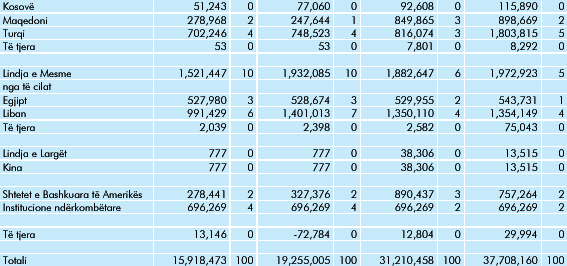 Kosovë 51,243 0 77,060 0 92,608 0 115,890 0
Maqedoni 278,968 2 247,644 1 849,865 3 898,669 2
Turqi 702,246 4 748,523 4 816,074 3 1,803,815 5
Të tjera 53 0 53 0 7,801 0 8,292 0
Lindja e Mesme 1,521,447 10 1,932,085 10 1,882,647 6 1,972,923 5
nga të cilat
Egjipt 527,980 3 528,674 3 529,955 2 543,731 1
Liban 991,429 6 1,401,013 7 1,350,110 4 1,354,149 4
Të tjera 2,039 0 2,398 0 2,582 0 75,043 0
Lindja e Largët 777 0 777 0 38,306 0 13,515 0
Kina 777 0 777 0 38,306 0 13,515 0
Shtetet e Bashkuara të Amerikës 278,441 2 327,376 2 890,437 3 757,264 2
Institucione ndërkombëtare 696,269 4 696,269 4 696,269 2 696,269 2
Të tjera 13,146 0 -72,784 0 12,804 0 29,994 0
Totali 15,918,473 100 19,255,005 100 31,210,458 100 37,708,160 100